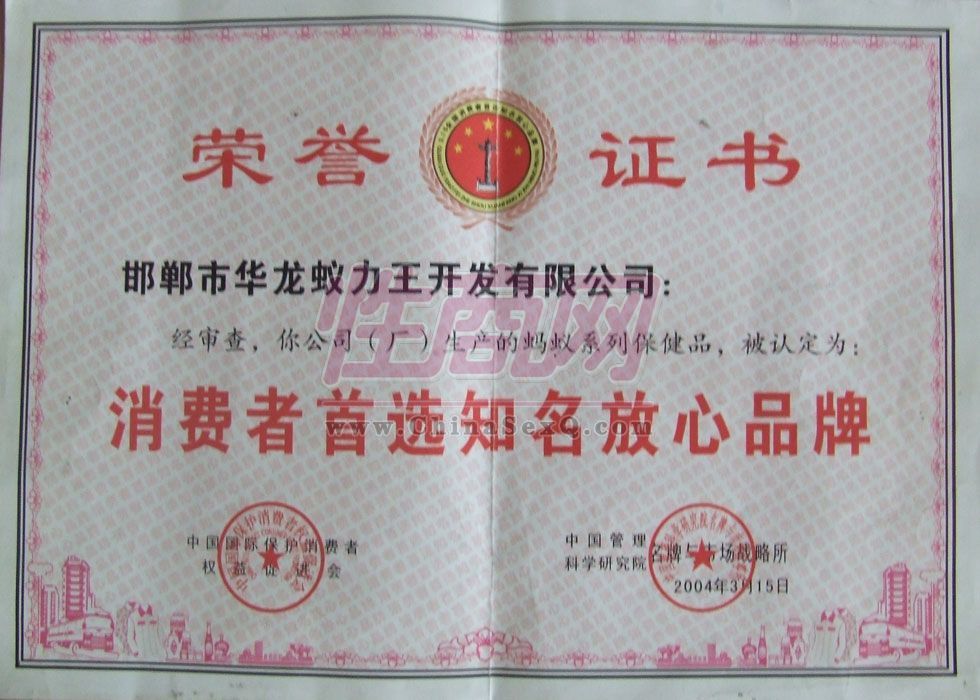 荣誉证书
邯郸市华龙蚁力王开发有限公司：
经审查，你公司（厂）生产的蚂蚁系列保健品，被认定为：
性商网
消费者首选知名放心品牌
www.ChinaSexQ.com
中国国际保护消费者
权益促进会
中国管理
科学研究院
名牌与市场战略所
2004年3月15日